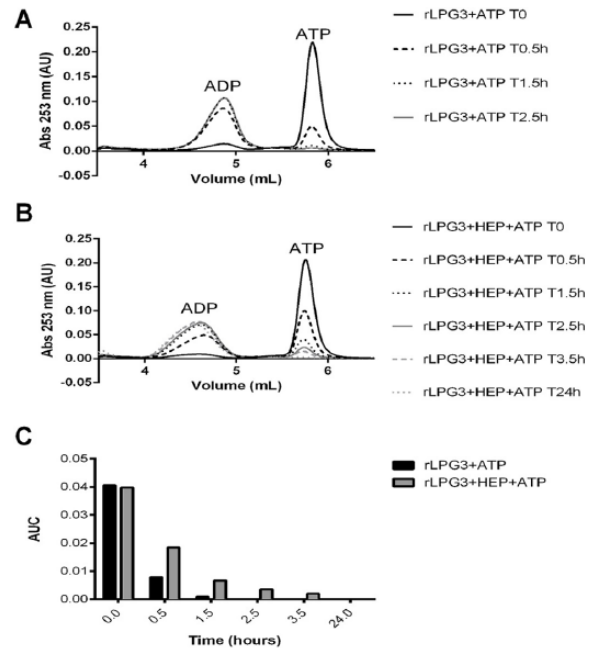 A
0.25
0.20
0.15
0.10
0.05
0.00
-0.05
Abs 253 nm (AU)
ADP
ATP
4
5
6
Volume (mL)
rLPG3+ATP T0
rLPG3+ATP T0.5h
rLPG3+ATP T1.5h
rLPG3+ATP T2.5h
B
0.25
0.20
0.15
0.10
0.05
0.00
-0.05
Abs 253 nm (AU)
ADP
ATP
4
5
6
Volume (mL)
rLPG3+HEP+ATP T0
rLPG3+HEP+ATP T0.5h
rLPG3+HEP+ATP T1.5h
rLPG3+HEP+ATP T2.5h
rLPG3+HEP+ATP T3.5h
rLPG3+HEP+ATP T24h
C
0.05
0.04
0.03
0.02
0.01
0.00
AUC
0.0
0.5
1.5
2.5
3.5
24.0
Time (hours)
rLPG3+ATP
rLPG3+HEP+ATP